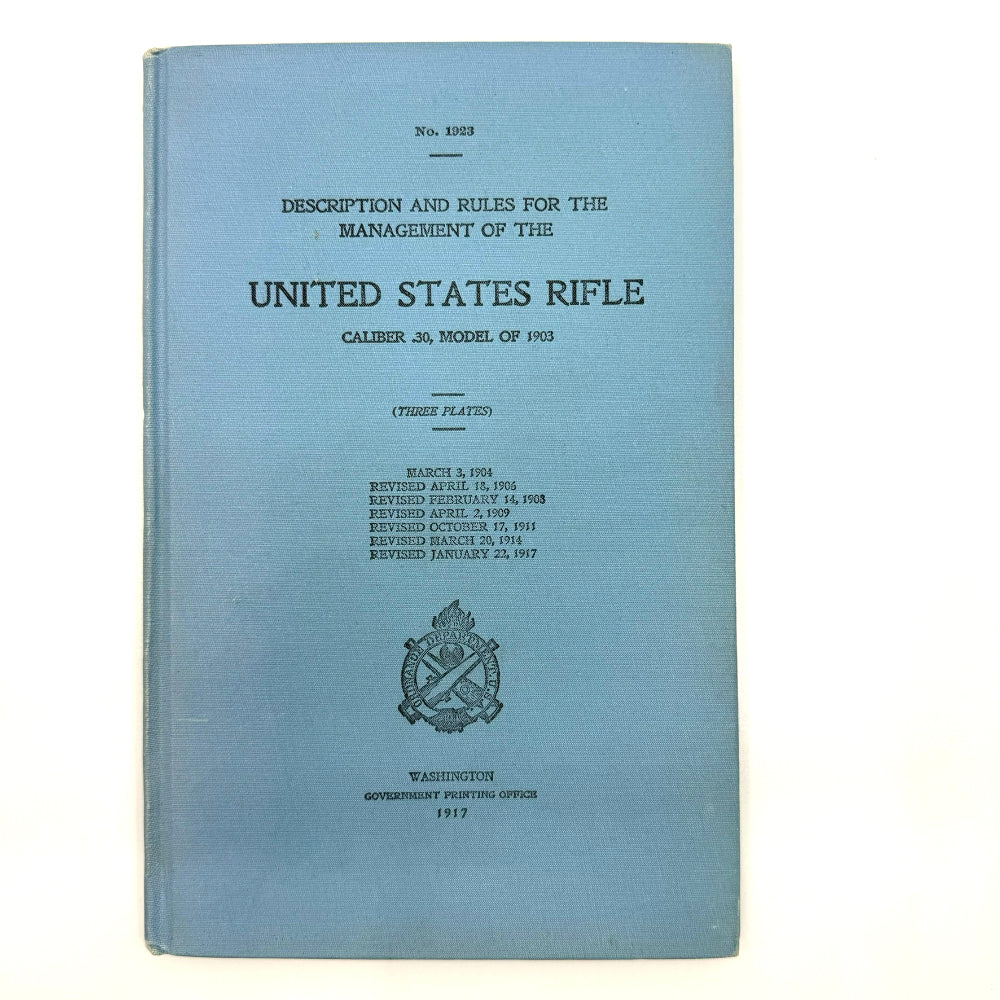 No. 1923
DESCRIPTION AND RULES FOR THE
MANAGEMENT OF THE
UNITED STATES RIFLE
CALIBER .30, MODEL OF 1903
(THREE PLATES)
MARCH 3, 1904
REVISED APRIL 18, 1906
REVISED FEBRUARY 14, 1908
REVISED APRIL 2, 1909
REVISED OCTOBER 17, 1911
REVISED MARCH 20, 1914
REVISED JANUARY 22, 1917
ORDNANCE DEPARTMENT. U.S.A.
WASHINGTON
GOVERNMENT PRINTING OFFICE
1917